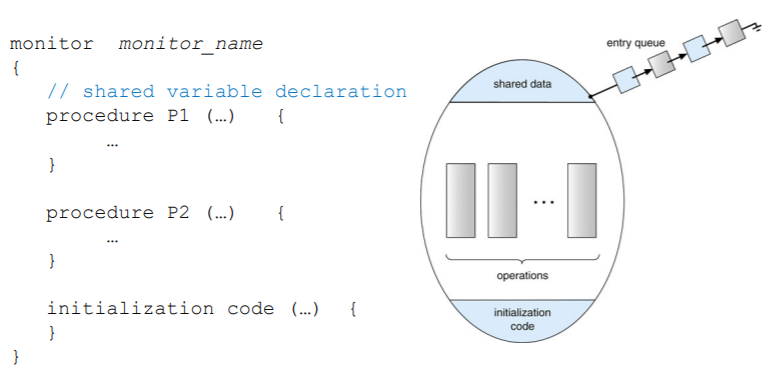 monitor monitor_name
{
// shared variable declaration
procedure P1 (…) {
…
}
procedure P2 (…) {
…
}
initialization code (…) {
}
}
entry queue
shared data
...
operations
initialization
code